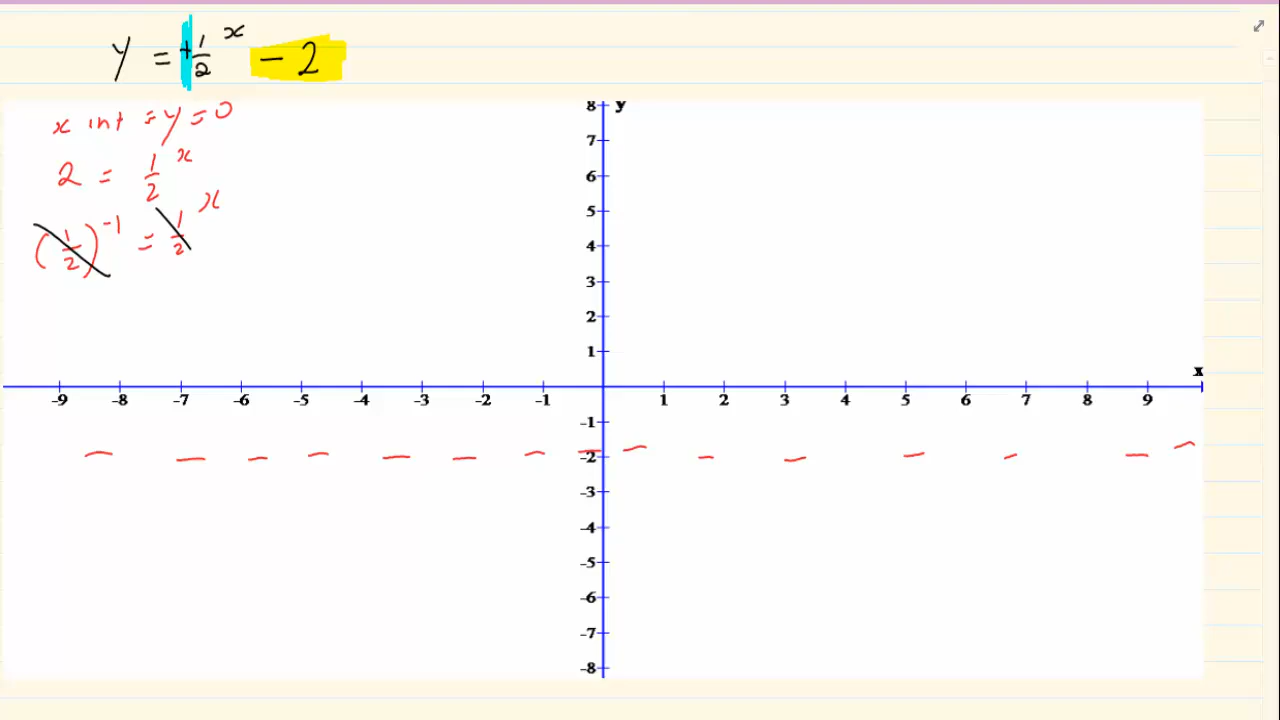 y = +1/2^x - 2
x int = y = 0
2 = 1/2^x
(1/2)^-1 = 1/2^x
y
8
7
6
5
4
3
2
1
x
-9 -8 -7 -6 -5 -4 -3 -2 -1 1 2 3 4 5 6 7 8 9
-1
-2
-3
-4
-5
-6
-7
-8